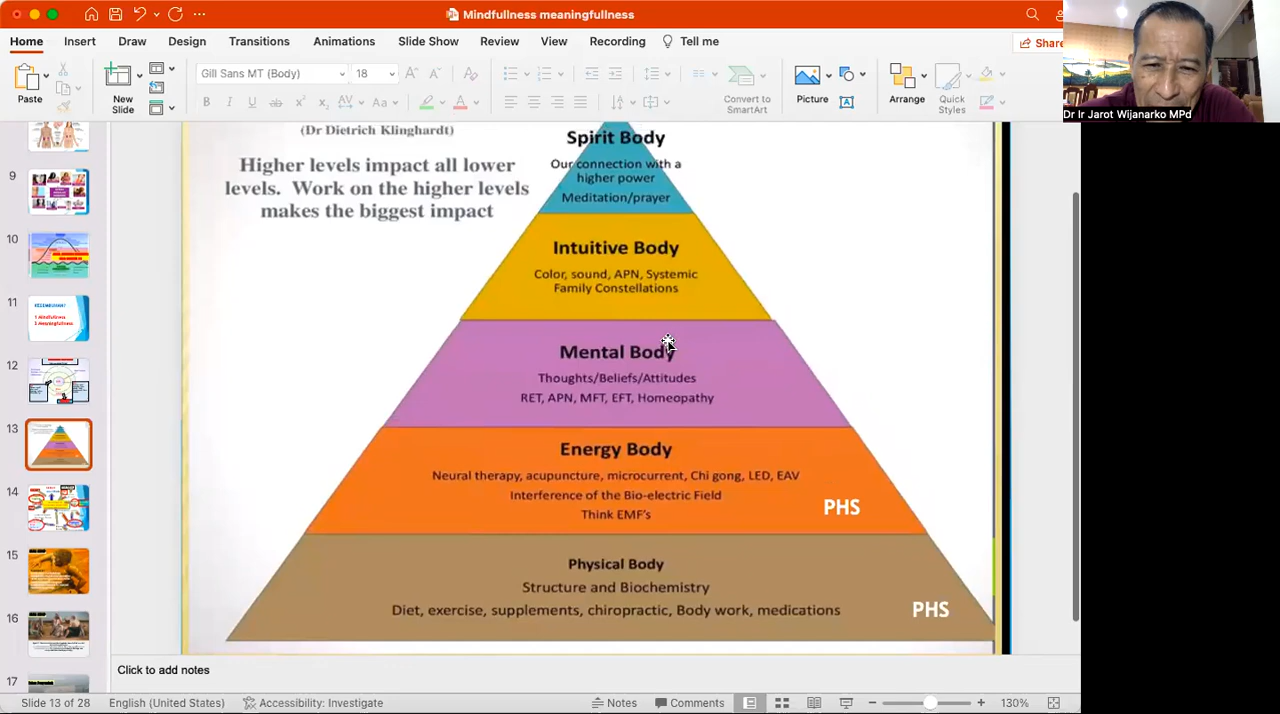 Mindfullness meaningfullness
Home Insert Draw Design Transitions Animations Slide Show Review View Recording Tell me
Share
Paste
New
Slide
Gill Sans MT (Body) 18
B I U ab x² x₂ AV Aa A
Convert to
SmartArt
Picture
Arrange
Quick
Styles
Dr Ir Jarot Wijanarko MPd
9
10
11
12
13
14
15
16
17
(Dr Dietrich Klinghardt)
Higher levels impact all lower
levels. Work on the higher levels
makes the biggest impact
Spirit Body
Our connection with a
higher power
Meditation/prayer
Intuitive Body
Color, sound, APN, Systemic
Family Constellations
Mental Body
Thoughts/Beliefs/Attitudes
RET, APN, MFT, EFT, Homeopathy
Energy Body
Neural therapy, acupuncture, microcurrent, Chi gong, LED, EAV
Interference of the Bio-electric Field
Think EMF's
PHS
Physical Body
Structure and Biochemistry
Diet, exercise, supplements, chiropractic, Body work, medications
PHS
Click to add notes
Slide 13 of 28 English (United States) Accessibility: Investigate Notes Comments 130%